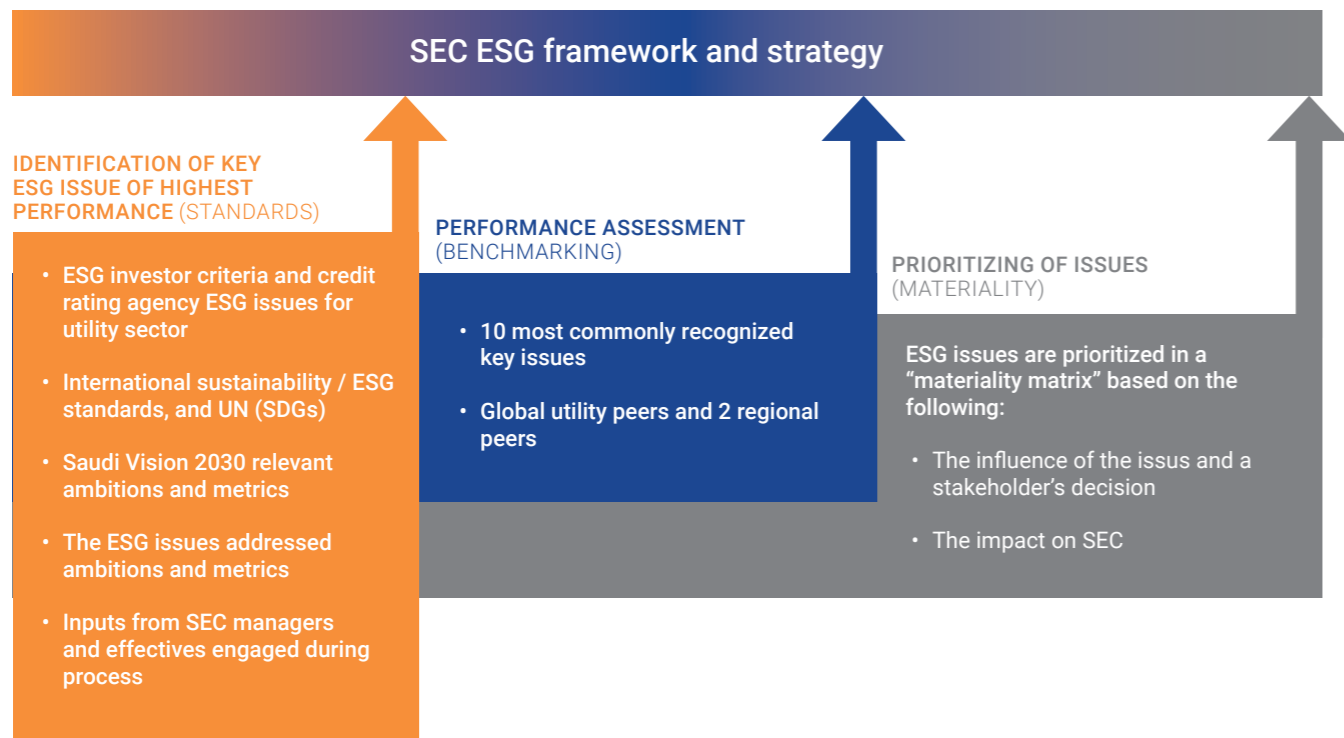 SEC ESG framework and strategy
IDENTIFICATION OF KEY
ESG ISSUE OF HIGHEST
PERFORMANCE (STANDARDS)
• ESG investor criteria and credit
rating agency ESG issues for
utility sector
• International sustainability / ESG
standards, and UN (SDGs)
• Saudi Vision 2030 relevant
ambitions and metrics
• The ESG issues addressed
ambitions and metrics
• Inputs from SEC managers
and effectives engaged during
process
PERFORMANCE ASSESSMENT
(BENCHMARKING)
• 10 most commonly recognized
key issues
• Global utility peers and 2 regional
peers
PRIORITIZING OF ISSUES
(MATERIALITY)
ESG issues are prioritized in a
“materiality matrix” based on the
following:
• The influence of the issus and a
stakeholder’s decision
• The impact on SEC